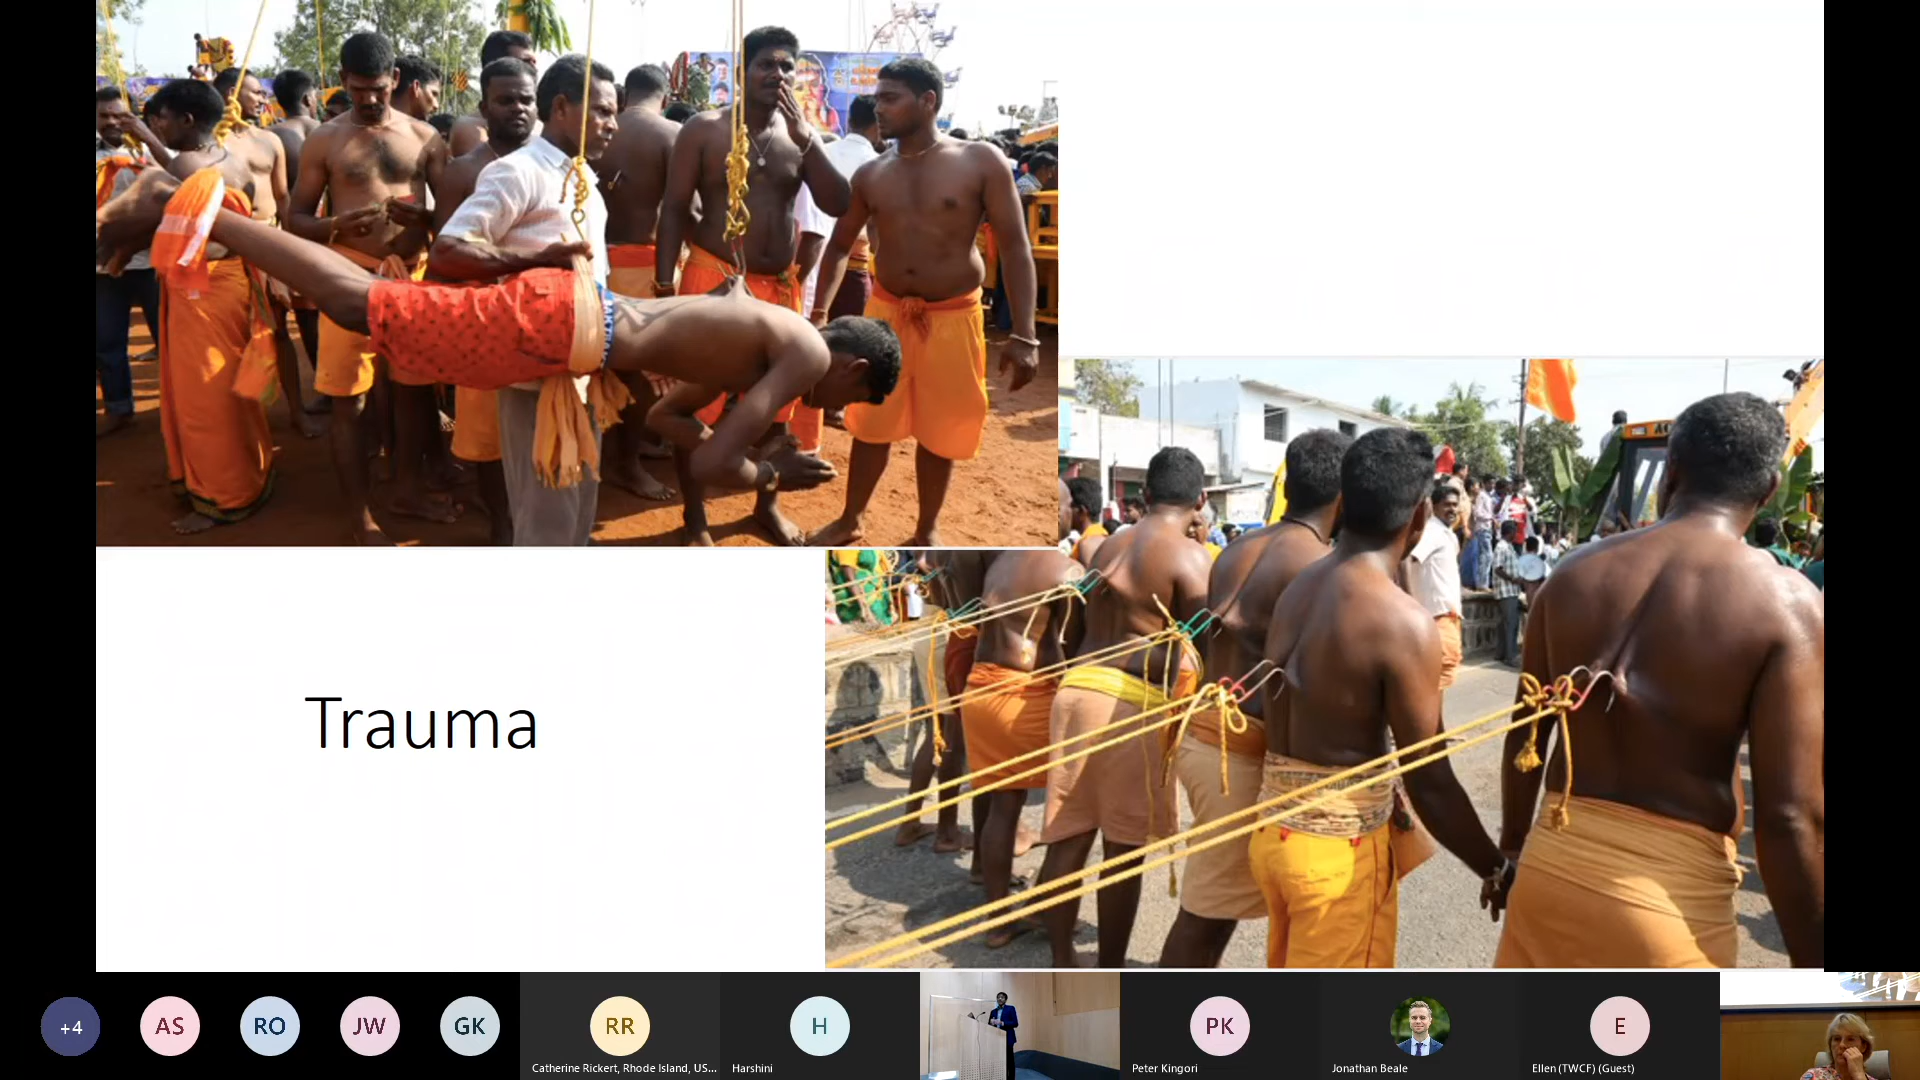 Trauma
+4
AS
RO
JW
GK
RR
H
PK
E
Catherine Rickert, Rhode Island, US...
Harshini
Peter Kingori
Jonathan Beale
Ellen (TWCF) (Guest)